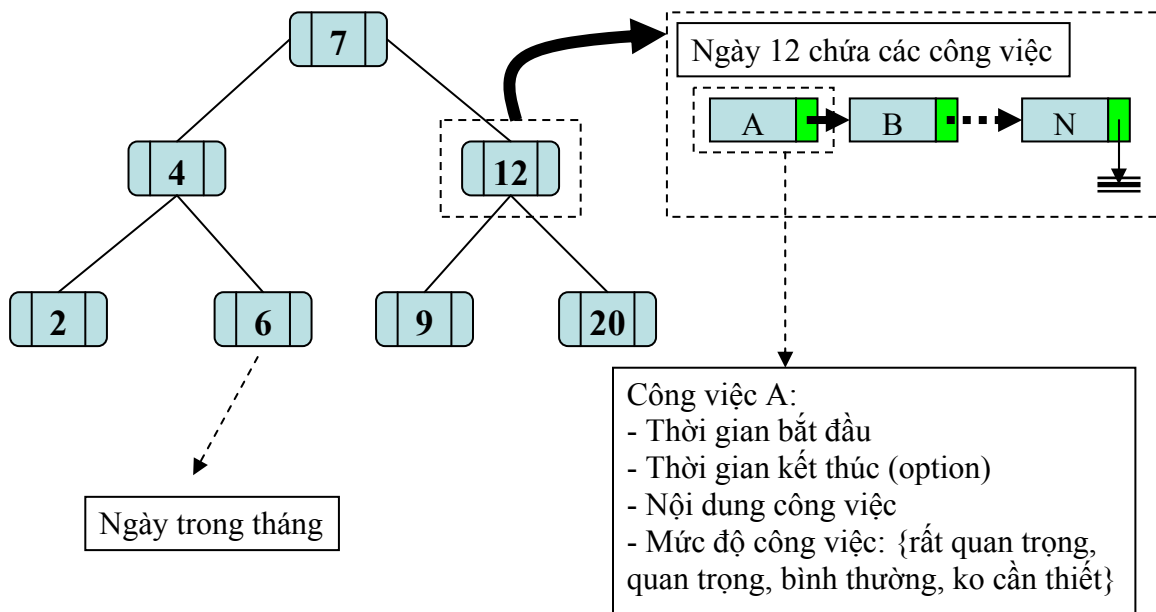 7
Ngày 12 chứa các công việc
A
B
N
4
12
2
6
9
20
Công việc A:
- Thời gian bắt đầu
- Thời gian kết thúc (option)
- Nội dung công việc
- Mức độ công việc: {rất quan trọng,
quan trọng, bình thường, ko cần thiết}
Ngày trong tháng